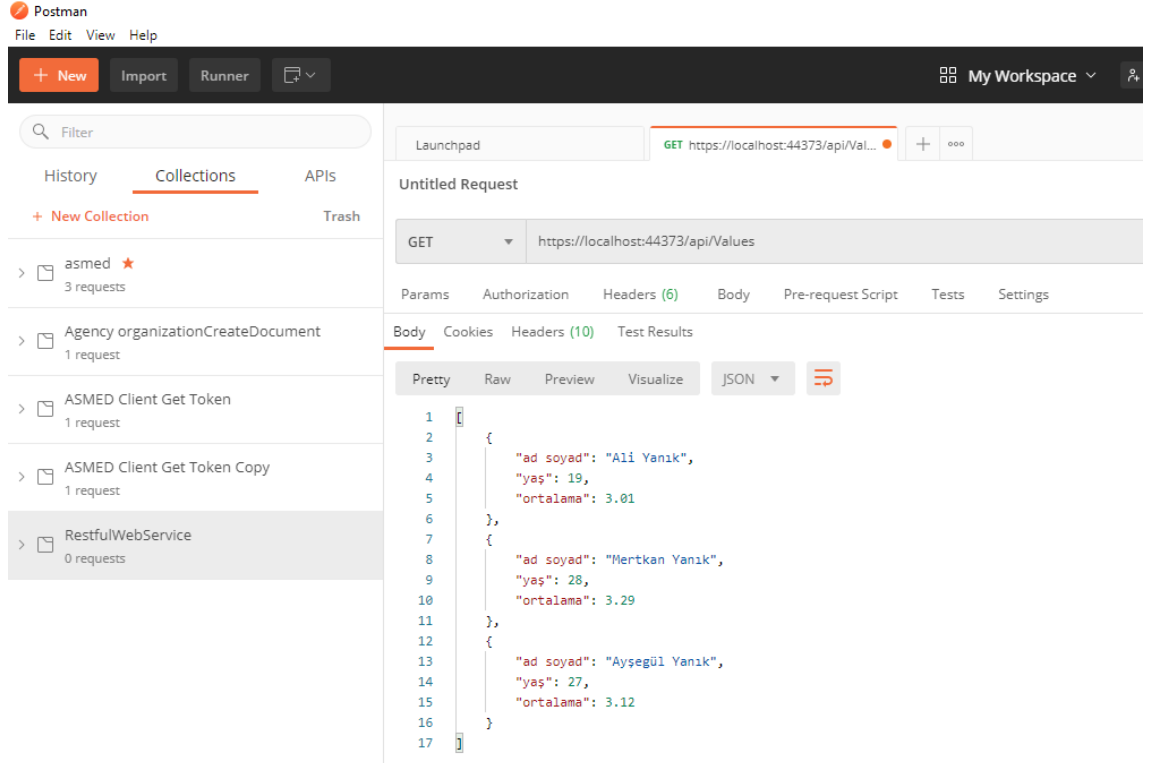 Postman
File Edit View Help
+ New Import Runner My Workspace
Filter
History Collections APIs
+ New Collection Trash
asmed
3 requests
Agency organizationCreateDocument
1 request
ASMED Client Get Token
1 request
ASMED Client Get Token Copy
1 request
RestfulWebService
0 requests
Launchpad GET https://localhost:44373/api/Val...
Untitled Request
GET https://localhost:44373/api/Values
Params Authorization Headers (6) Body Pre-request Script Tests Settings
Body Cookies Headers (10) Test Results
Pretty Raw Preview Visualize JSON
1 [
2 {
3 "ad soyad": "Ali Yanık",
4 "yaş": 19,
5 "ortalama": 3.01
6 },
7 {
8 "ad soyad": "Mertkan Yanık",
9 "yaş": 28,
10 "ortalama": 3.29
11 },
12 {
13 "ad soyad": "Ayşegül Yanık",
14 "yaş": 27,
15 "ortalama": 3.12
16 }
17 ]